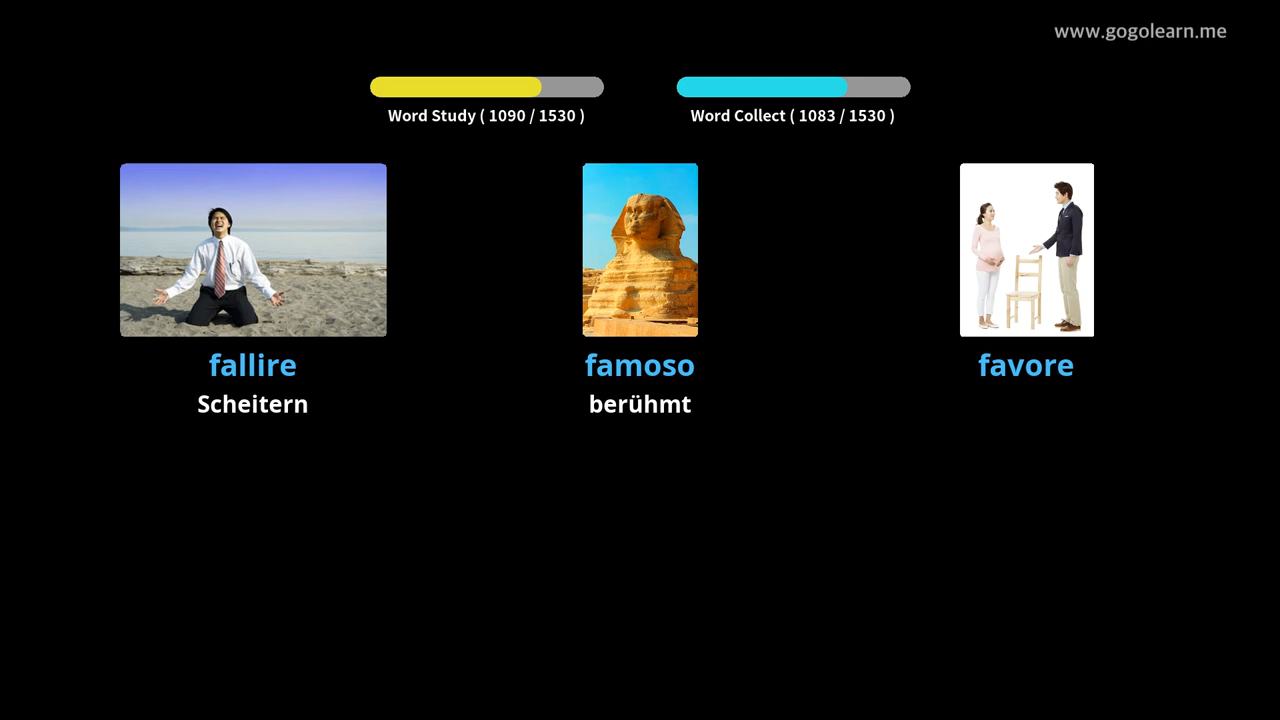 www.gogolearn.me
Word Study ( 1090 / 1530 )
Word Collect ( 1083 / 1530 )
fallire
famoso
favore
Scheitern
berühmt